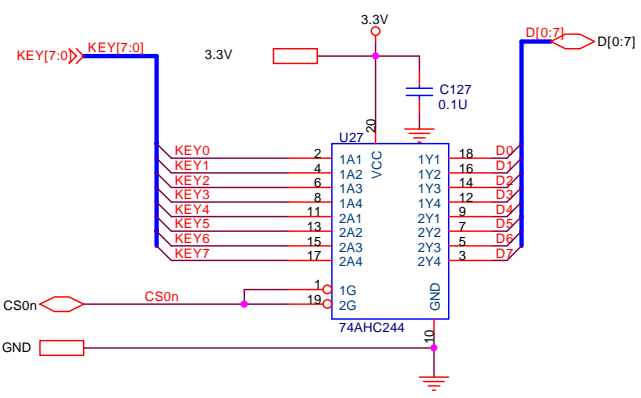 3.3V
KEY[7:0]
KEY[7:0]
3.3V
D[0:7]
D[0:7]
C127
0.1U
20
U27
VCC
KEY0 2 1A1 1Y1 18 D0
KEY1 4 1A2 1Y2 16 D1
KEY2 6 1A3 1Y3 14 D2
KEY3 8 1A4 1Y4 12 D3
KEY4 11 2A1 2Y1 9 D4
KEY5 13 2A2 2Y2 7 D5
KEY6 15 2A3 2Y3 5 D6
KEY7 17 2A4 2Y4 3 D7
1 1G
CS0n CS0n 19 2G
GND
74AHC244
10
GND